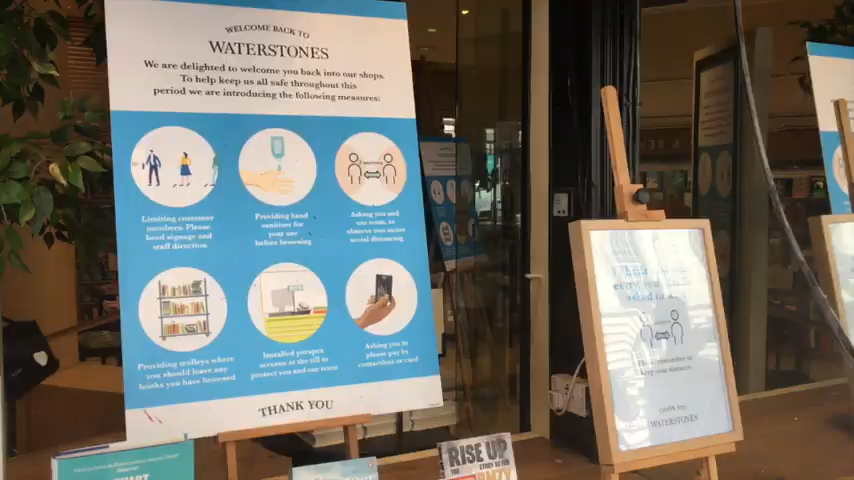 WELCOME BACK TO
WATERSTONES
We are delighted to welcome you back into our shops.
To help keep us all safe throughout this
period we are introducing the following measures:
Limiting customer
numbers. Please
heed signage and
staff direction
Providing hand
sanitiser for
your use
before browsing
Asking you and
our team, to
observe two metre
social distancing
Providing trolleys where
you should leave any
books you have browsed
Installed perspex
screens at the till to
protect you and our team
Asking you to
please pay by
contactless or card
THANK YOU
remember to
keep your distance
THANK YOU
WATERSTONES
RISE UP
THE STORY SO FAR